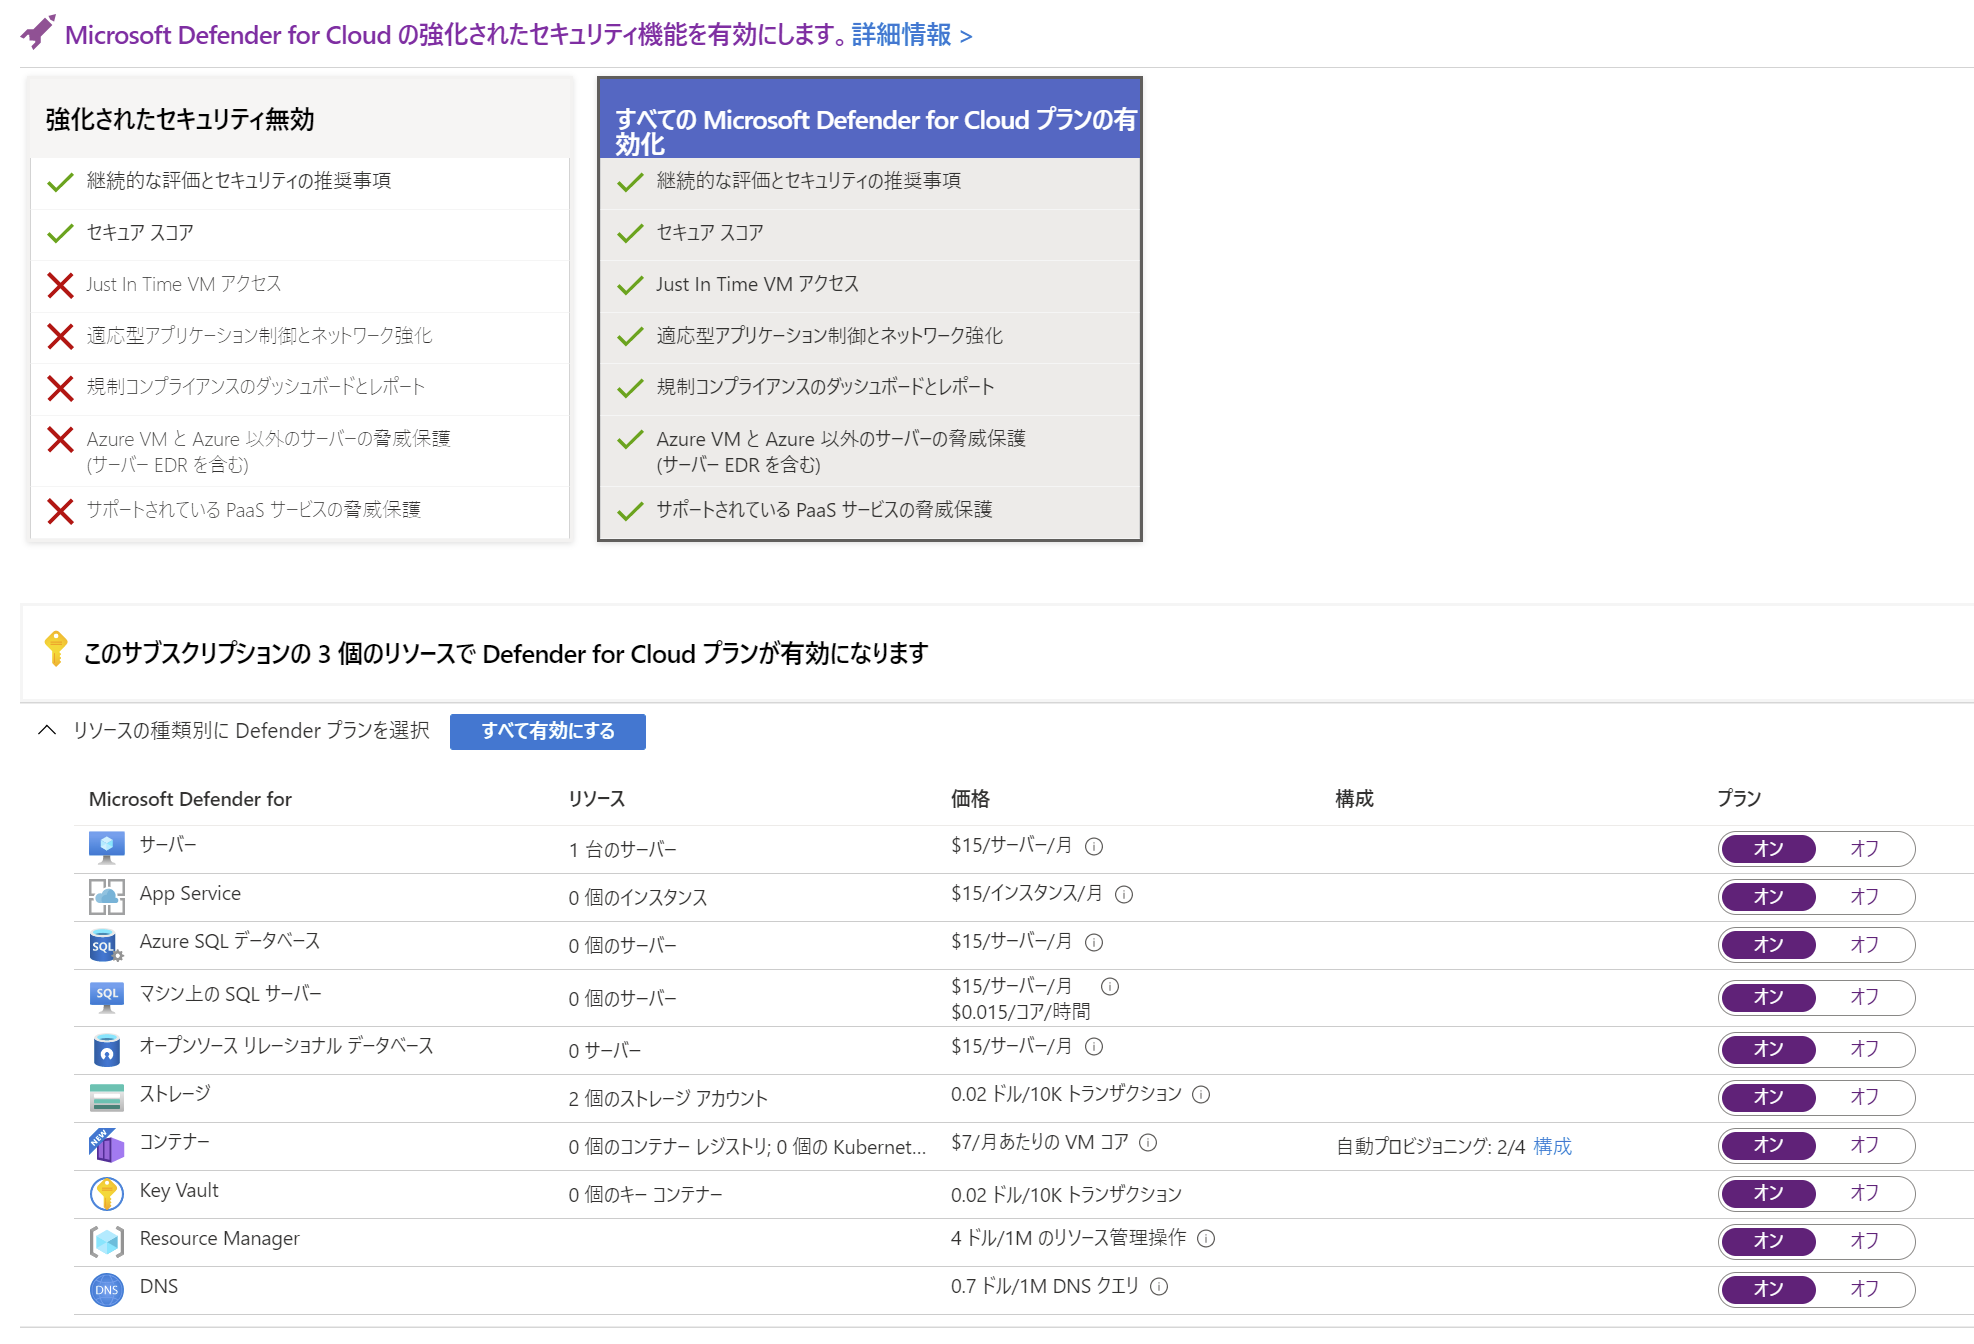 Microsoft Defender for Cloud の強化されたセキュリティ機能を有効にします。詳細情報 >
強化されたセキュリティ無効
継続的な評価とセキュリティの推奨事項
セキュア スコア
Just In Time VM アクセス
適応型アプリケーション制御とネットワーク強化
規制コンプライアンスのダッシュボードとレポート
Azure VM と Azure 以外のサーバーの脅威保護
(サーバー EDR を含む)
サポートされている PaaS サービスの脅威保護
すべての Microsoft Defender for Cloud プランの有
効化
継続的な評価とセキュリティの推奨事項
セキュア スコア
Just In Time VM アクセス
適応型アプリケーション制御とネットワーク強化
規制コンプライアンスのダッシュボードとレポート
Azure VM と Azure 以外のサーバーの脅威保護
(サーバー EDR を含む)
サポートされている PaaS サービスの脅威保護
このサブスクリプションの 3 個のリソースで Defender for Cloud プランが有効になります
リソースの種類別に Defender プランを選択 すべて有効にする
Microsoft Defender for リソース 価格 構成 プラン
サーバー 1 台のサーバー $15/サーバー/月 オン オフ
App Service 0 個のインスタンス $15/インスタンス/月 オン オフ
SQL Azure SQL データベース 0 個のサーバー $15/サーバー/月 オン オフ
SQL マシン上の SQL サーバー 0 個のサーバー $15/サーバー/月 オン オフ
$0.015/コア/時間
オープンソース リレーショナル データベース 0 サーバー $15/サーバー/月 オン オフ
ストレージ 2 個のストレージ アカウント 0.02 ドル/10K トランザクション オン オフ
NEW コンテナー 0 個のコンテナー レジストリ; 0 個の Kubernet... $7/月あたりの VM コア 自動プロビジョニング: 2/4 構成 オン オフ
Key Vault 0 個のキー コンテナー 0.02 ドル/10K トランザクション オン オフ
Resource Manager 4 ドル/1M のリソース管理操作 オン オフ
DNS DNS 0.7 ドル/1M DNS クエリ オン オフ